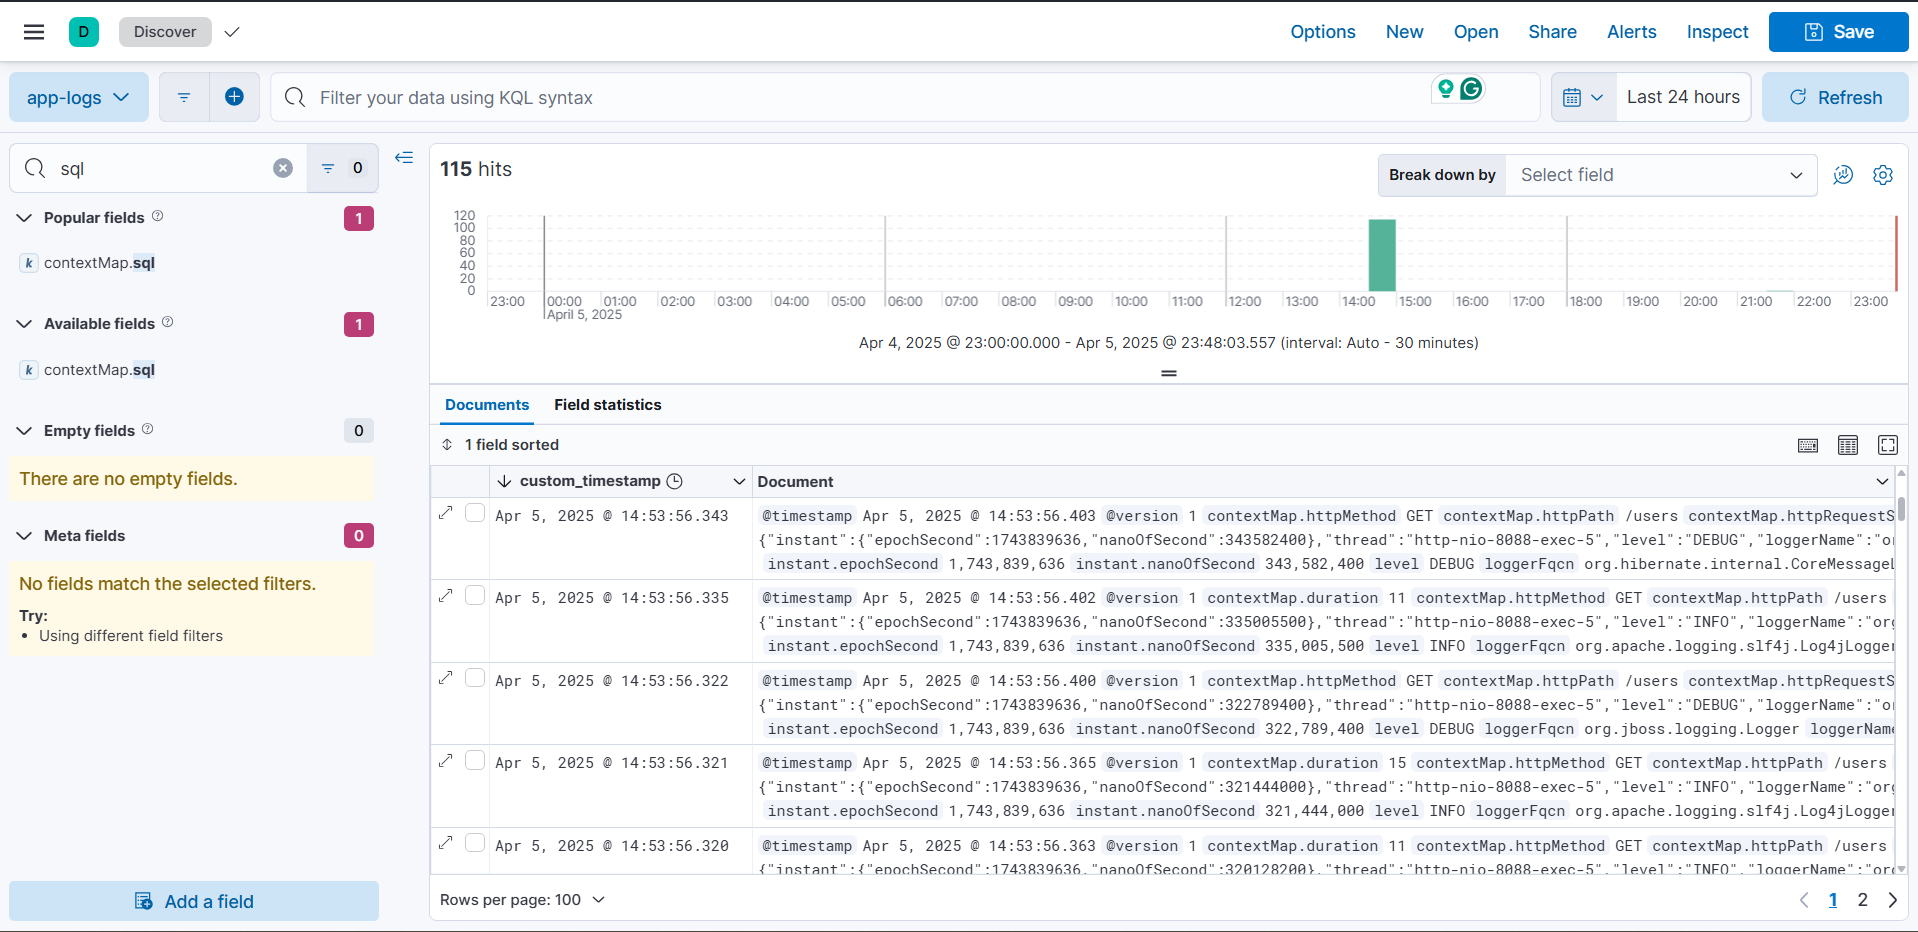 D Discover Options New Open Share Alerts Inspect Save
app-logs Filter your data using KQL syntax Last 24 hours Refresh
sql 0
Popular fields 1
k contextMap.sql
Available fields 1
k contextMap.sql
Empty fields 0
There are no empty fields.
Meta fields 0
No fields match the selected filters.
Try:
• Using different field filters
Add a field
115 hits
Break down by Select field
120
100
80
60
40
20
0
23:00 00:00 01:00 02:00 03:00 04:00 05:00 06:00 07:00 08:00 09:00 10:00 11:00 12:00 13:00 14:00 15:00 16:00 17:00 18:00 19:00 20:00 21:00 22:00 23:00
April 5, 2025
Apr 4, 2025 @ 23:00:00.000 - Apr 5, 2025 @ 23:48:03.557 (interval: Auto - 30 minutes)
Documents Field statistics
1 field sorted
custom_timestamp Document
Apr 5, 2025 @ 14:53:56.343 @timestamp Apr 5, 2025 @ 14:53:56.403 @version 1 contextMap.httpMethod GET contextMap.httpPath /users contextMap.httpRequestS
{"instant":{"epochSecond":1743839636,"nanoOfSecond":343582400},"thread":"http-nio-8088-exec-5","level":"DEBUG","loggerName":"or
instant.epochSecond 1,743,839,636 instant.nanoOfSecond 343,582,400 level DEBUG loggerFqcn org.hibernate.internal.CoreMessageL
Apr 5, 2025 @ 14:53:56.335 @timestamp Apr 5, 2025 @ 14:53:56.402 @version 1 contextMap.duration 11 contextMap.httpMethod GET contextMap.httpPath /users
{"instant":{"epochSecond":1743839636,"nanoOfSecond":335005500},"thread":"http-nio-8088-exec-5","level":"INFO","loggerName":"org
instant.epochSecond 1,743,839,636 instant.nanoOfSecond 335,005,500 level INFO loggerFqcn org.apache.logging.slf4j.Log4jLogger
Apr 5, 2025 @ 14:53:56.322 @timestamp Apr 5, 2025 @ 14:53:56.400 @version 1 contextMap.httpMethod GET contextMap.httpPath /users contextMap.httpRequestS
{"instant":{"epochSecond":1743839636,"nanoOfSecond":322789400},"thread":"http-nio-8088-exec-5","level":"DEBUG","loggerName":"or
instant.epochSecond 1,743,839,636 instant.nanoOfSecond 322,789,400 level DEBUG loggerFqcn org.jboss.logging.Logger loggerName
Apr 5, 2025 @ 14:53:56.321 @timestamp Apr 5, 2025 @ 14:53:56.365 @version 1 contextMap.duration 15 contextMap.httpMethod GET contextMap.httpPath /users
{"instant":{"epochSecond":1743839636,"nanoOfSecond":321444000},"thread":"http-nio-8088-exec-5","level":"INFO","loggerName":"org
instant.epochSecond 1,743,839,636 instant.nanoOfSecond 321,444,000 level INFO loggerFqcn org.apache.logging.slf4j.Log4jLogger
Apr 5, 2025 @ 14:53:56.320 @timestamp Apr 5, 2025 @ 14:53:56.363 @version 1 contextMap.duration 11 contextMap.httpMethod GET contextMap.httpPath /users
{"instant":{"epochSecond":1743839636,"nanoOfSecond":320128200},"thread":"http-nio-8088-exec-5","level":"INFO","loggerName":"org
Rows per page: 100 1 2